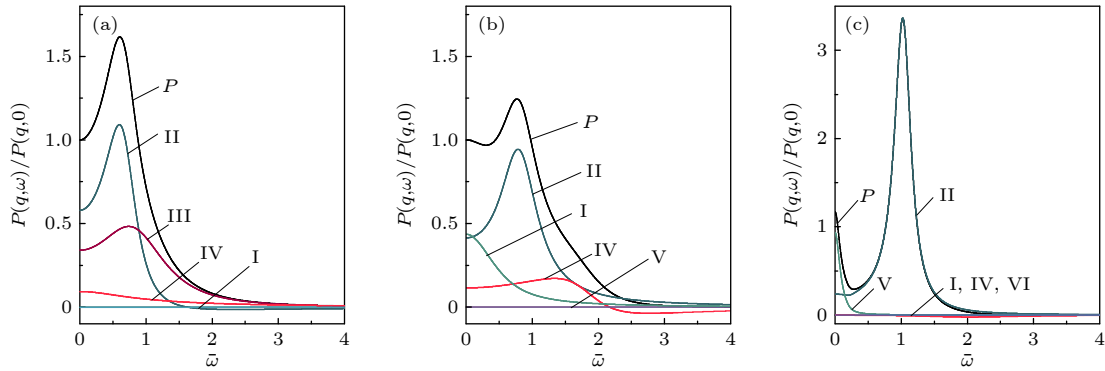 (a)
P(q,ω)/P(q,0)
1.5
1.0
0.5
0
P
II
III
IV
I
0
1
2
3
4
ω̄
(b)
P(q,ω)/P(q,0)
1.5
1.0
0.5
0
P
II
I
IV
V
0
1
2
3
4
ω̄
(c)
P(q,ω)/P(q,0)
3
2
1
0
P
II
V
I, IV, VI
0
1
2
3
4
ω̄